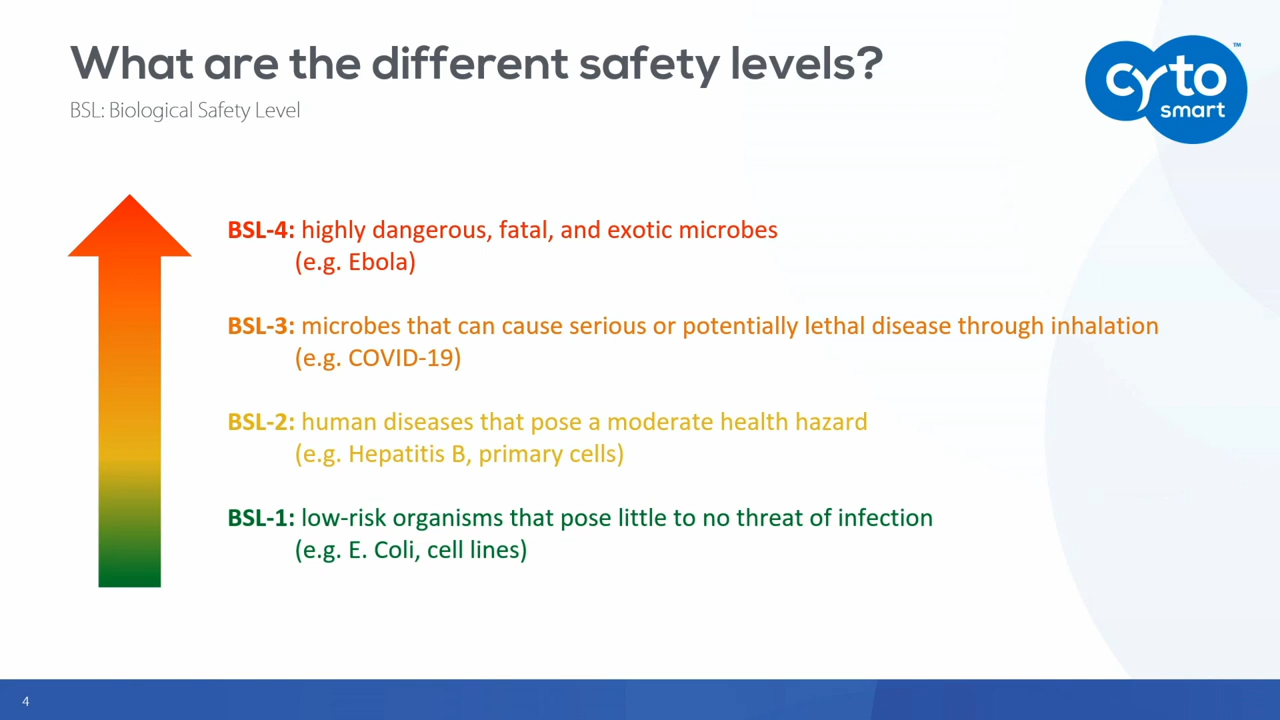 What are the different safety levels?
BSL: Biological Safety Level
cyto
smart
™
BSL-4: highly dangerous, fatal, and exotic microbes
(e.g. Ebola)
BSL-3: microbes that can cause serious or potentially lethal disease through inhalation
(e.g. COVID-19)
BSL-2: human diseases that pose a moderate health hazard
(e.g. Hepatitis B, primary cells)
BSL-1: low-risk organisms that pose little to no threat of infection
(e.g. E. Coli, cell lines)
4